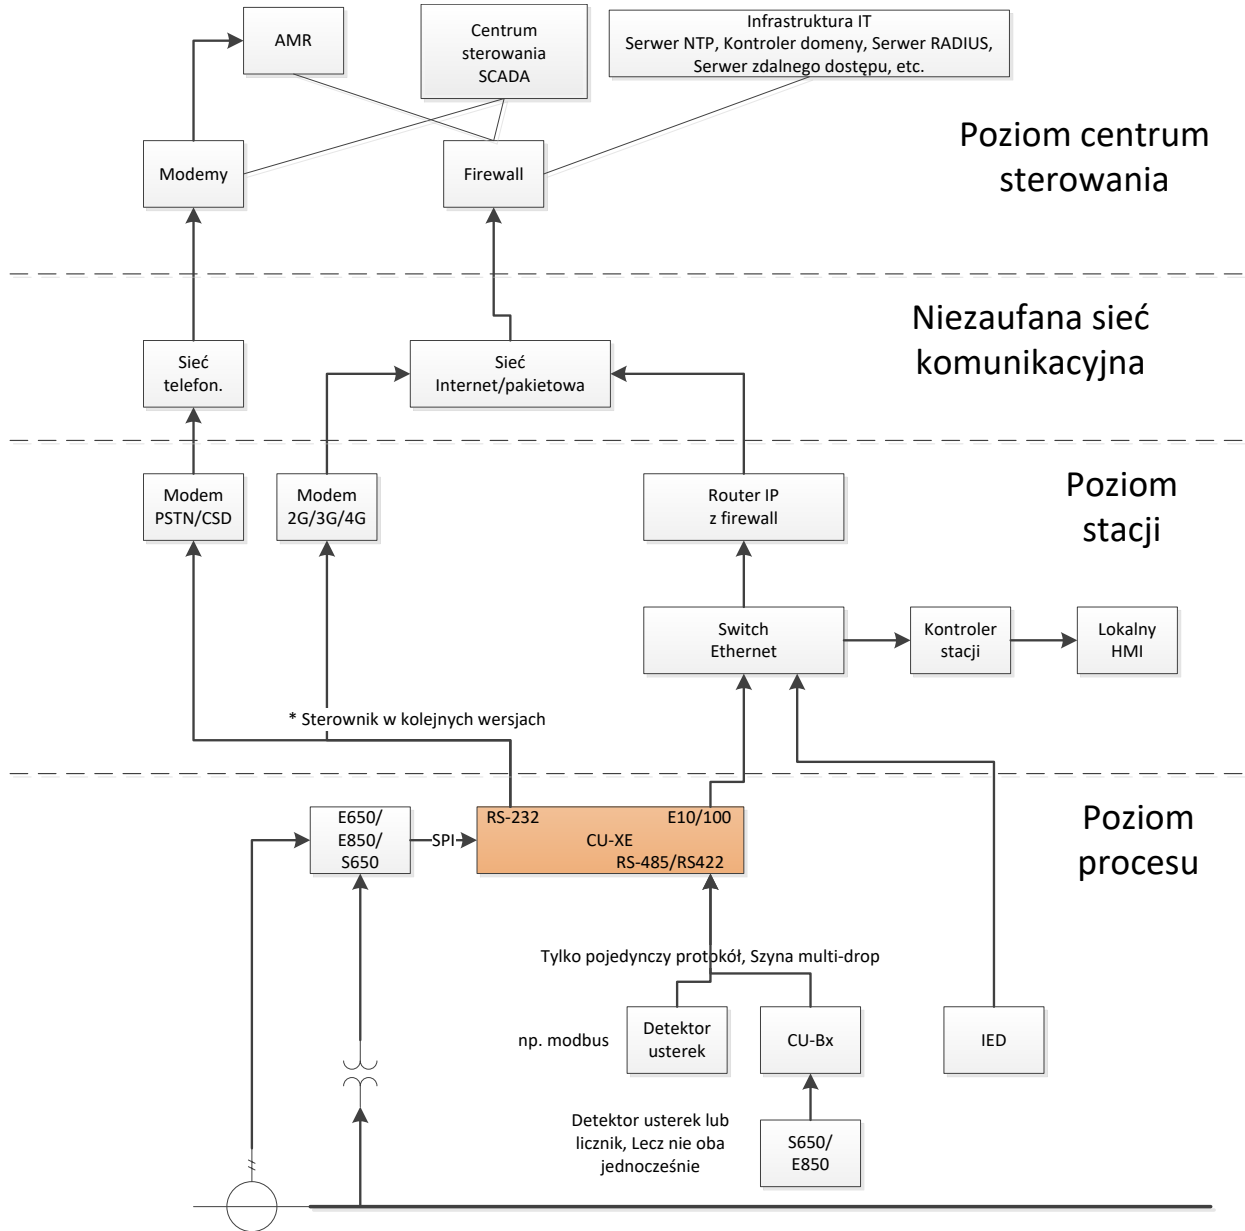 AMR
Centrum
sterowania
SCADA
Infrastruktura IT
Serwer NTP, Kontroler domeny, Serwer RADIUS,
Serwer zdalnego dostępu, etc.
Poziom centrum
sterowania
Modemy
Firewall
Niezaufana sieć
komunikacyjna
Sieć
telefon.
Sieć
Internet/pakietowa
Poziom
stacji
Modem
PSTN/CSD
Modem
2G/3G/4G
Router IP
z firewall
Switch
Ethernet
Kontroler
stacji
Lokalny
HMI
* Sterownik w kolejnych wersjach
Poziom
procesu
E650/
E850/
S650
SPI
RS-232
E10/100
CU-XE
RS-485/RS422
Tylko pojedynczy protokół, Szyna multi-drop
np. modbus
Detektor
usterek
CU-Bx
IED
Detektor usterek lub
licznik, Lecz nie oba
jednocześnie
S650/
E850